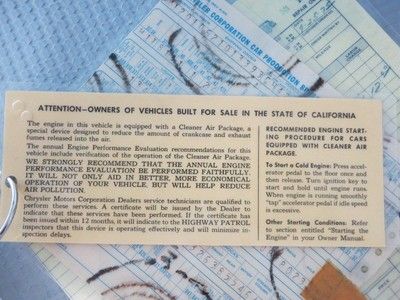 LER CORPORATION CAR PRODUCTION
REPAIR OR
ATTENTION—OWNERS OF VEHICLES BUILT FOR SALE IN THE STATE OF CALIFORNIA
The engine in this vehicle is equipped with a Cleaner Air Package, a
special device designed to reduce the amount of crankcase and exhaust
fumes released into the air.
The annual Engine Performance Evaluation recommendations for this
vehicle include verification of the operation of the Cleaner Air Package.
WE STRONGLY RECOMMEND THAT THE ANNUAL ENGINE
PERFORMANCE EVALUATION BE PERFORMED FAITHFULLY.
IT WILL NOT ONLY AID IN BETTER, MORE ECONOMICAL
OPERATION OF YOUR VEHICLE, BUT WILL HELP REDUCE
AIR POLLUTION.
Chrysler Motors Corporation Dealers service technicians are qualified to
perform these services. A certificate will be issued by the Dealer to
indicate that these services have been performed. If the certificate has
been issued within 12 months, it will indicate to the HIGHWAY PATROL
inspectors that this device is operating effectively and will minimize in-
spection delays.
RECOMMENDED ENGINE START-
ING PROCEDURE FOR CARS
EQUIPPED WITH CLEANER AIR
PACKAGE.
To Start a Cold Engine: Press accel-
erator pedal to the floor once and
then release. Turn ignition key to
start and hold until engine runs.
When engine is running smoothly
"tap" accelerator pedal if idle speed
is excessive.
Other Starting Conditions: Refer
to section entitled "Starting the
Engine" in your Owner Manual.